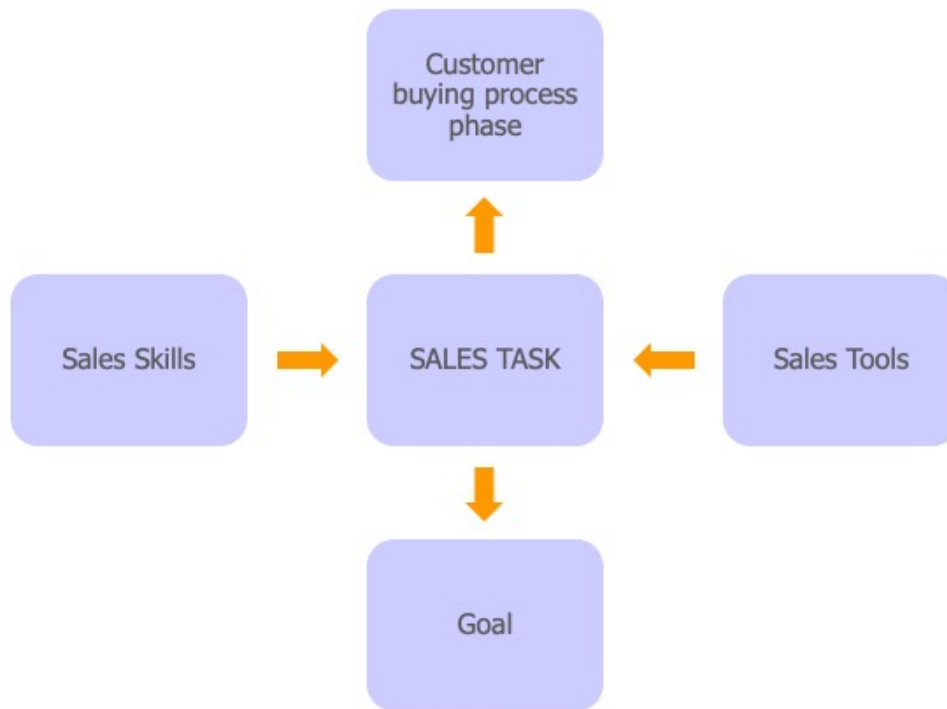 Customer
buying process
phase
Sales Skills
SALES TASK
Sales Tools
Goal